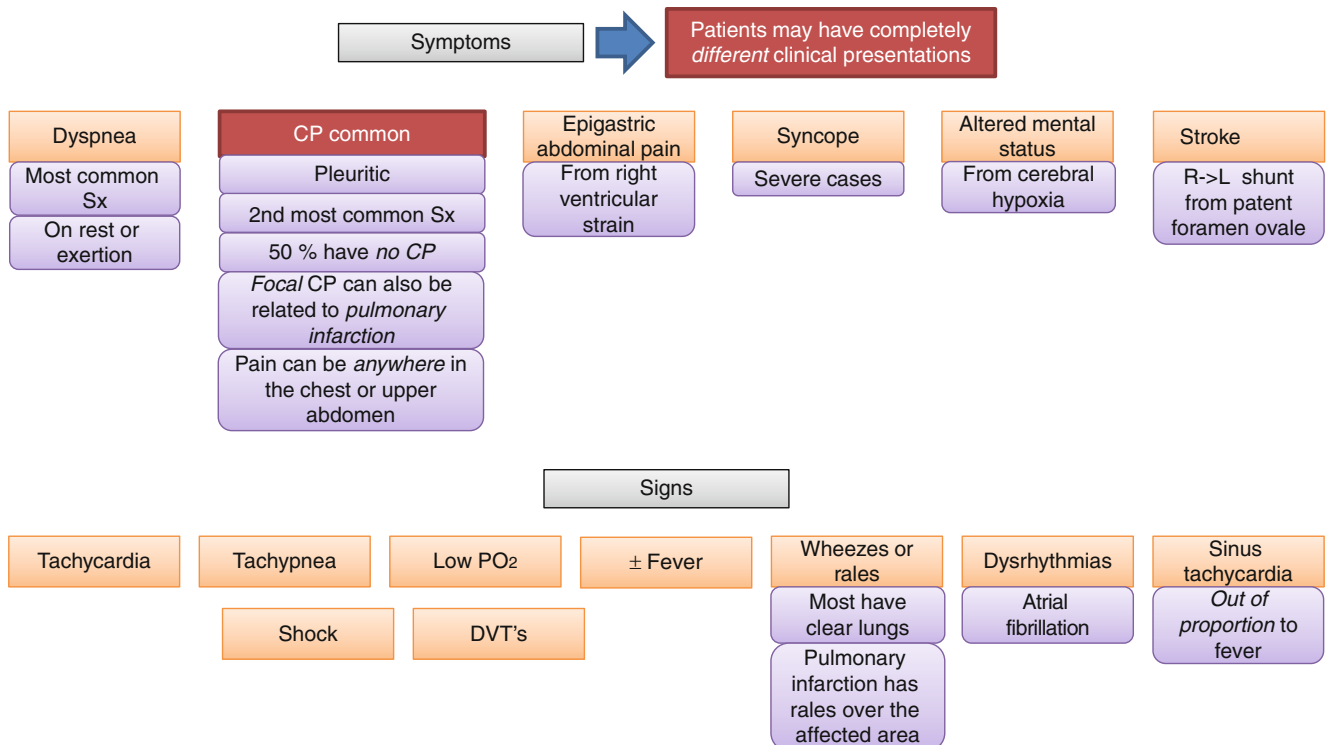 Symptoms
Patients may have completely
different clinical presentations
Dyspnea
Most common
Sx
On rest or
exertion
CP common
Pleuritic
2nd most common Sx
50 % have no CP
Focal CP can also be
related to pulmonary
infarction
Pain can be anywhere in
the chest or upper
abdomen
Epigastric
abdominal pain
From right
ventricular
strain
Syncope
Severe cases
Altered mental
status
From cerebral
hypoxia
Stroke
R->L shunt
from patent
foramen ovale
Signs
Tachycardia
Tachypnea
Low PO2
± Fever
Wheezes or
rales
Most have
clear lungs
Pulmonary
infarction has
rales over the
affected area
Dysrhythmias
Atrial
fibrillation
Sinus
tachycardia
Out of
proportion to
fever
Shock
DVT's